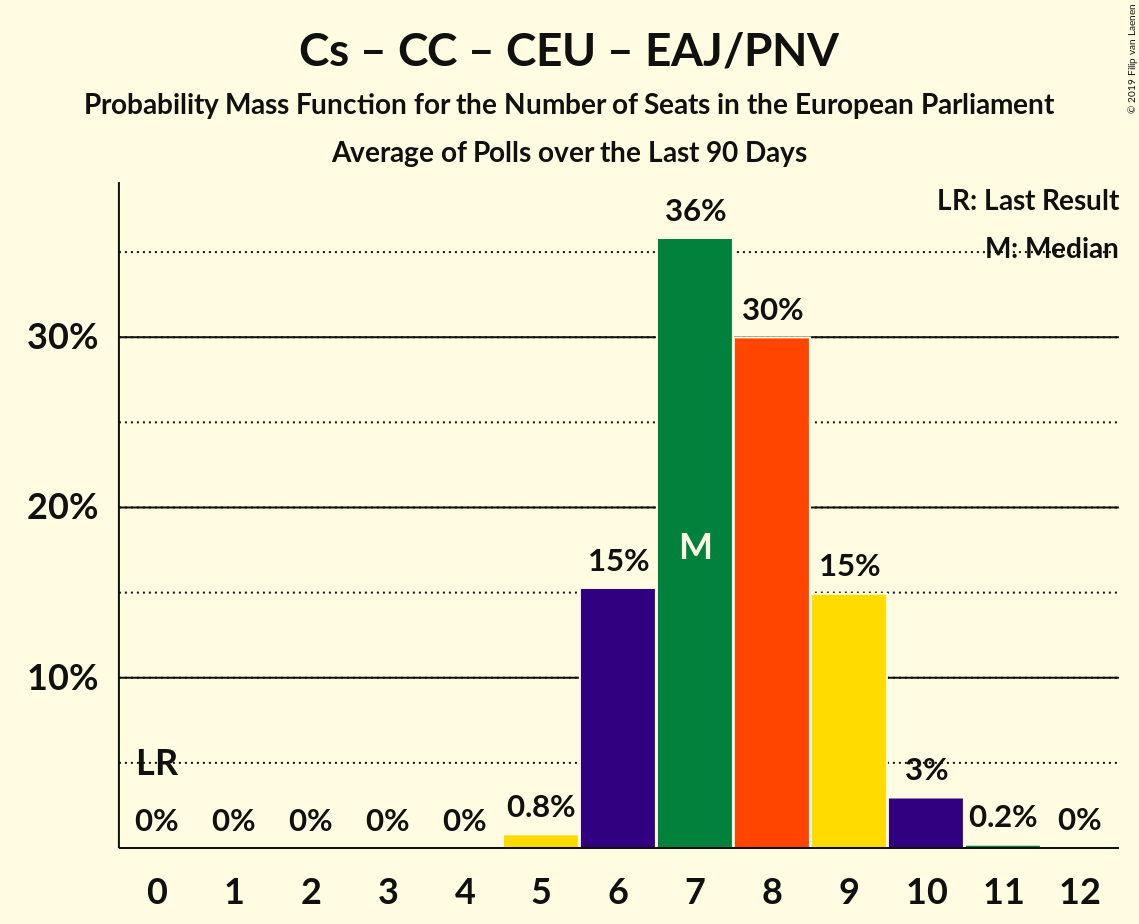 Cs – CC – CEU – EAJ/PNV
Probability Mass Function for the Number of Seats in the European Parliament
Average of Polls over the Last 90 Days
© 2019 Filip van Laenen
LR: Last Result
M: Median
30%
20%
10%
LR
0% 0% 0% 0% 0% 0.8% 15% 36% 30% 15% 3% 0.2% 0%
M
0 1 2 3 4 5 6 7 8 9 10 11 12